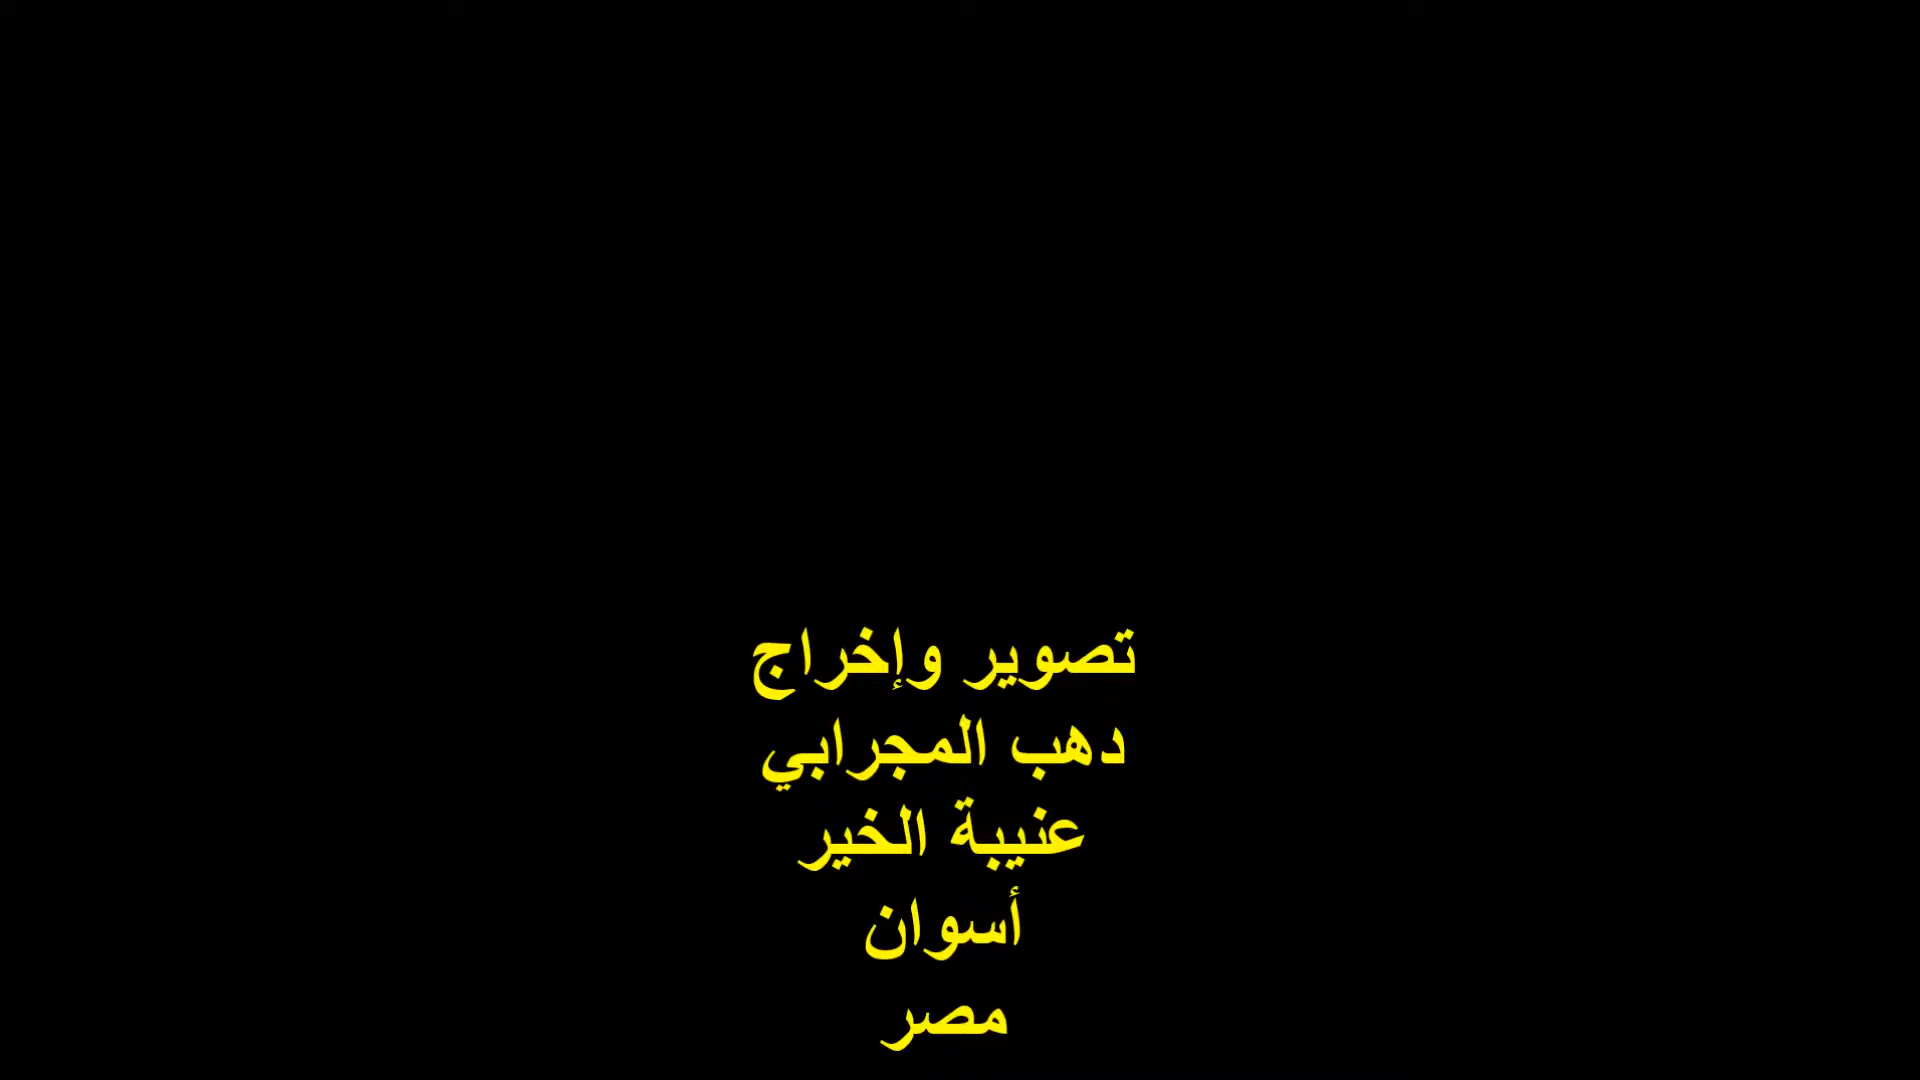 تصوير وإخراج
دهب المجرابي
عنيبة الخير
أسوان
مصر